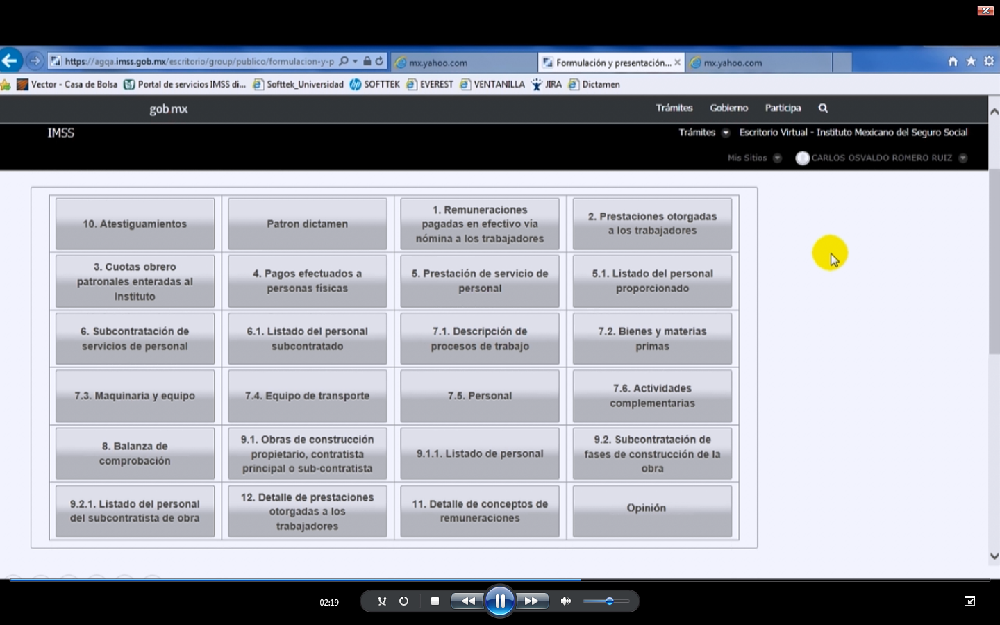 https://agqa.imss.gob.mx/escritorio/group/publico/formulacion-y-p
mx.yahoo.com
Formulación y presentación...
mx.yahoo.com
Vector - Casa de Bolsa
Portal de servicios IMSS di...
Softtek_Universidad
SOFTTEK
EVEREST
VENTANILLA
JIRA
Dictamen
gob mx
Trámites
Gobierno
Participa
IMSS
Trámites
Escritorio Virtual - Instituto Mexicano del Seguro Social
Mis Sitios
CARLOS OSVALDO ROMERO RUIZ
10. Atestiguamientos
Patron dictamen
1. Remuneraciones
pagadas en efectivo vía
nómina a los trabajadores
2. Prestaciones otorgadas
a los trabajadores
3. Cuotas obrero
patronales enteradas al
Instituto
4. Pagos efectuados a
personas físicas
5. Prestación de servicio de
personal
5.1. Listado del personal
proporcionado
6. Subcontratación de
servicios de personal
6.1. Listado del personal
subcontratado
7.1. Descripción de
procesos de trabajo
7.2. Bienes y materias
primas
7.3. Maquinaria y equipo
7.4. Equipo de transporte
7.5. Personal
7.6. Actividades
complementarias
8. Balanza de
comprobación
9.1. Obras de construcción
propietario, contratista
principal o sub-contratista
9.1.1. Listado de personal
9.2. Subcontratación de
fases de construcción de la
obra
9.2.1. Listado del personal
del subcontratista de obra
12. Detalle de prestaciones
otorgadas a los
trabajadores
11. Detalle de conceptos de
remuneraciones
Opinión
02:19